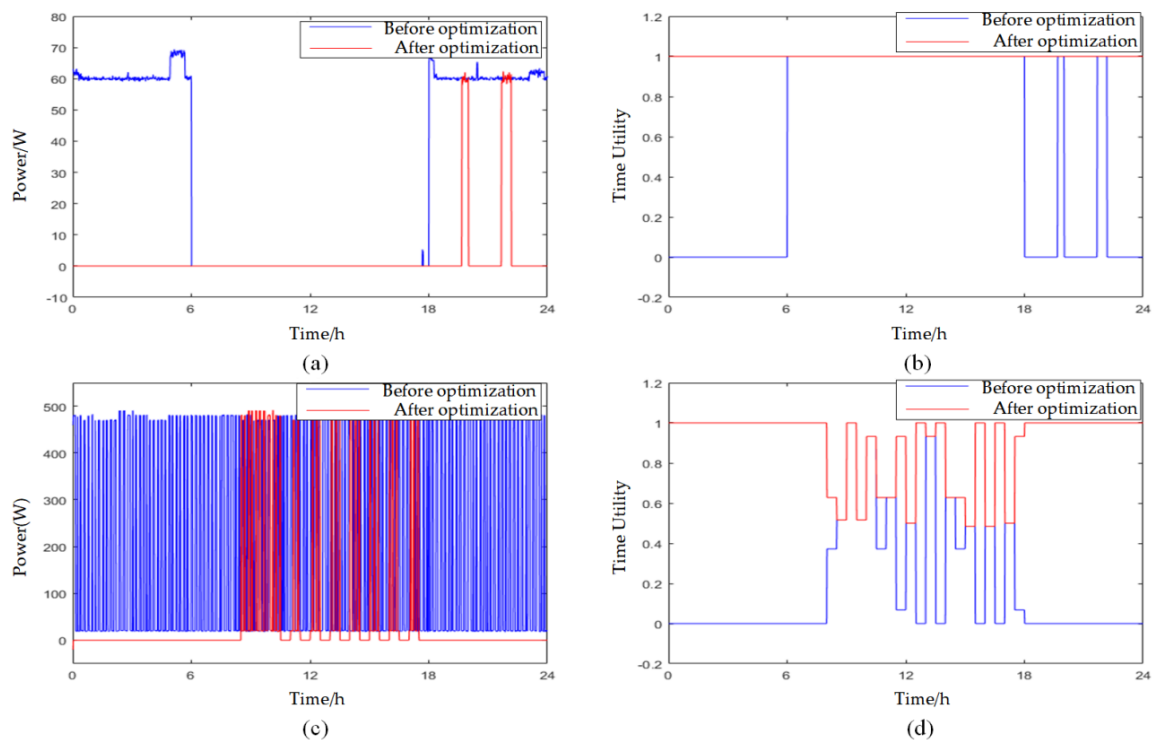 80
70
60
50
40
30
20
10
0
-10
Power/W
Before optimization
After optimization
0
6
12
18
24
Time/h
(a)
1.2
1
0.8
0.6
0.4
0.2
0
-0.2
Time Utility
Before optimization
After optimization
0
6
12
18
24
Time/h
(b)
500
400
300
200
100
0
Power(W)
Before optimization
After optimization
0
6
12
18
24
Time/h
(c)
1.2
1
0.8
0.6
0.4
0.2
0
-0.2
Time Utility
Before optimization
After optimization
0
6
12
18
24
Time/h
(d)